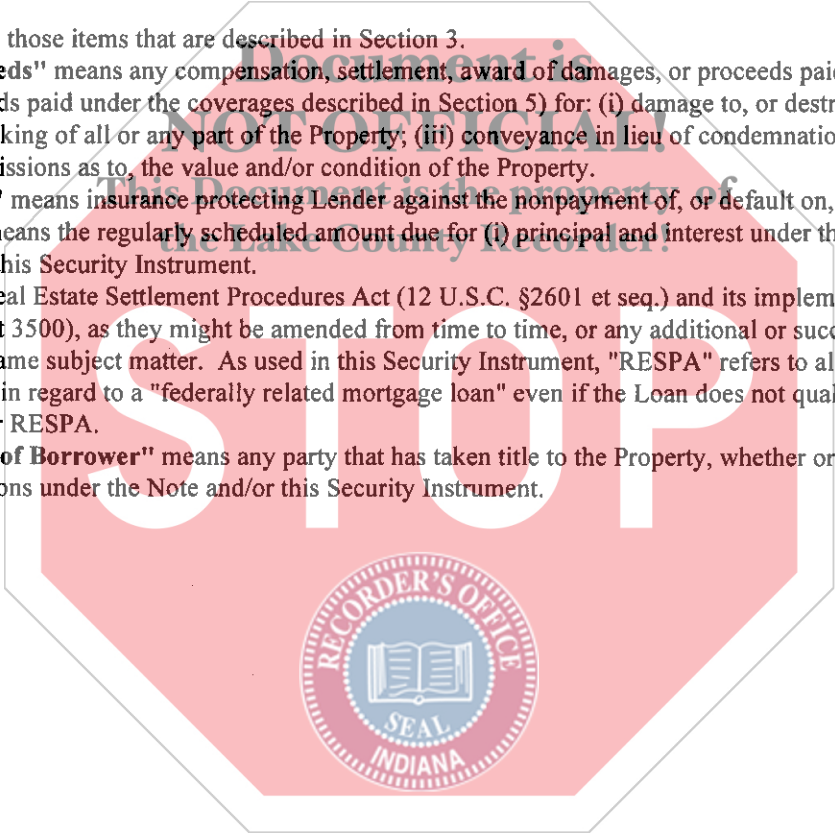 those items that are described in Section 3.
Document is
eds" means any compensation, settlement, award of damages, or proceeds paid
ds paid under the coverages described in Section 5) for: (i) damage to, or destr
NOT OFFICIAL!
king of all or any part of the Property; (iii) conveyance in lieu of condemnatio
issions as to, the value and/or condition of the Property.
This Document is the property of
" means insurance protecting Lender against the nonpayment of, or default on,
means the regularly scheduled amount due for (i) principal and interest under th
the Lake County Recorder!
his Security Instrument.
eal Estate Settlement Procedures Act (12 U.S.C. §2601 et seq.) and its implem
t 3500), as they might be amended from time to time, or any additional or succ
ame subject matter. As used in this Security Instrument, "RESPA" refers to al
in regard to a "federally related mortgage loan" even if the Loan does not qual
r RESPA.
of Borrower" means any party that has taken title to the Property, whether or
ons under the Note and/or this Security Instrument.
STOP
RECORDER'S OFFICE
SEAL
INDIANA